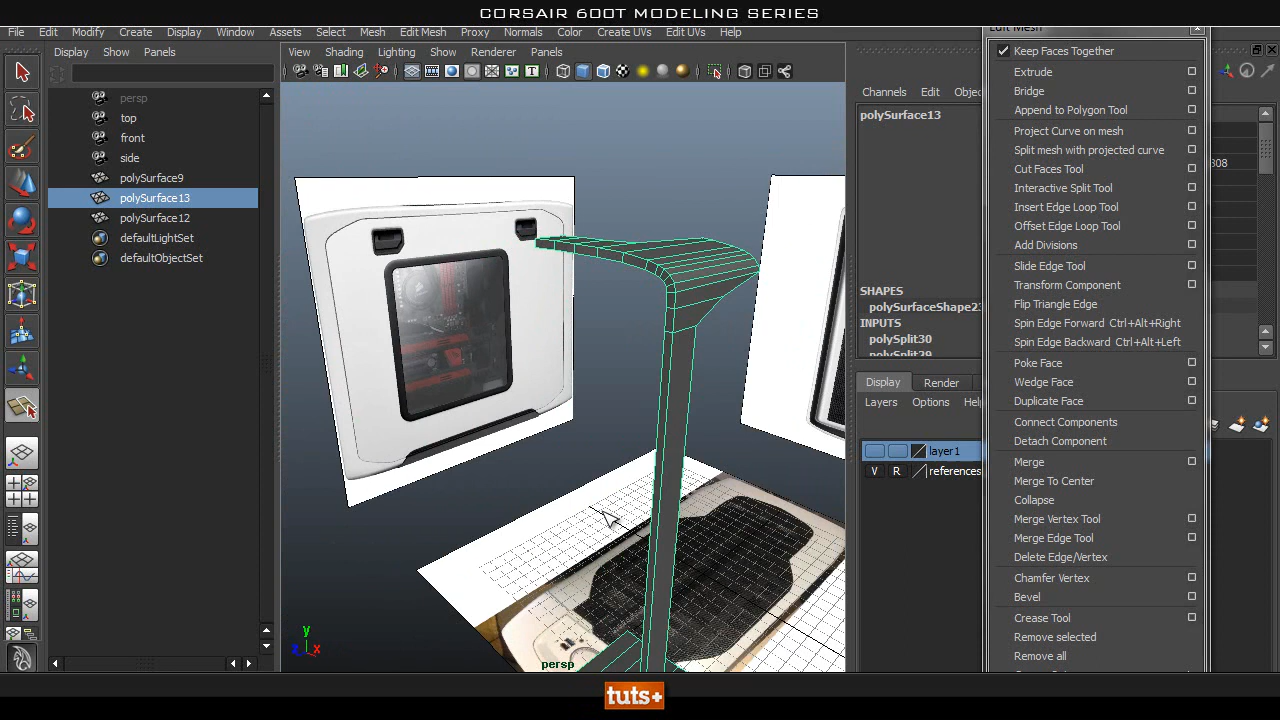 CORSAIR 600T MODELING SERIES
File Edit Modify Create Display Window Assets Select Mesh Edit Mesh Proxy Normals Color Create UVs Edit UVs Help
Display Show Panels
View Shading Lighting Show Renderer Panels
persp
top
front
side
polySurface9
polySurface13
polySurface12
defaultLightSet
defaultObjectSet
T
y
z
x
persp
Channels Edit Objec
polySurface13
308
SHAPES
polySurfaceShape2
INPUTS
polySplit30
polySplit29
Display Render
Layers Options Help
layer1
V R references
Edit Mesh
Keep Faces Together
Extrude
Bridge
Append to Polygon Tool
Project Curve on mesh
Split mesh with projected curve
Cut Faces Tool
Interactive Split Tool
Insert Edge Loop Tool
Offset Edge Loop Tool
Add Divisions
Slide Edge Tool
Transform Component
Flip Triangle Edge
Spin Edge Forward Ctrl+Alt+Right
Spin Edge Backward Ctrl+Alt+Left
Poke Face
Wedge Face
Duplicate Face
Connect Components
Detach Component
Merge
Merge To Center
Collapse
Merge Vertex Tool
Merge Edge Tool
Delete Edge/Vertex
Chamfer Vertex
Bevel
Crease Tool
Remove selected
Remove all
tuts+